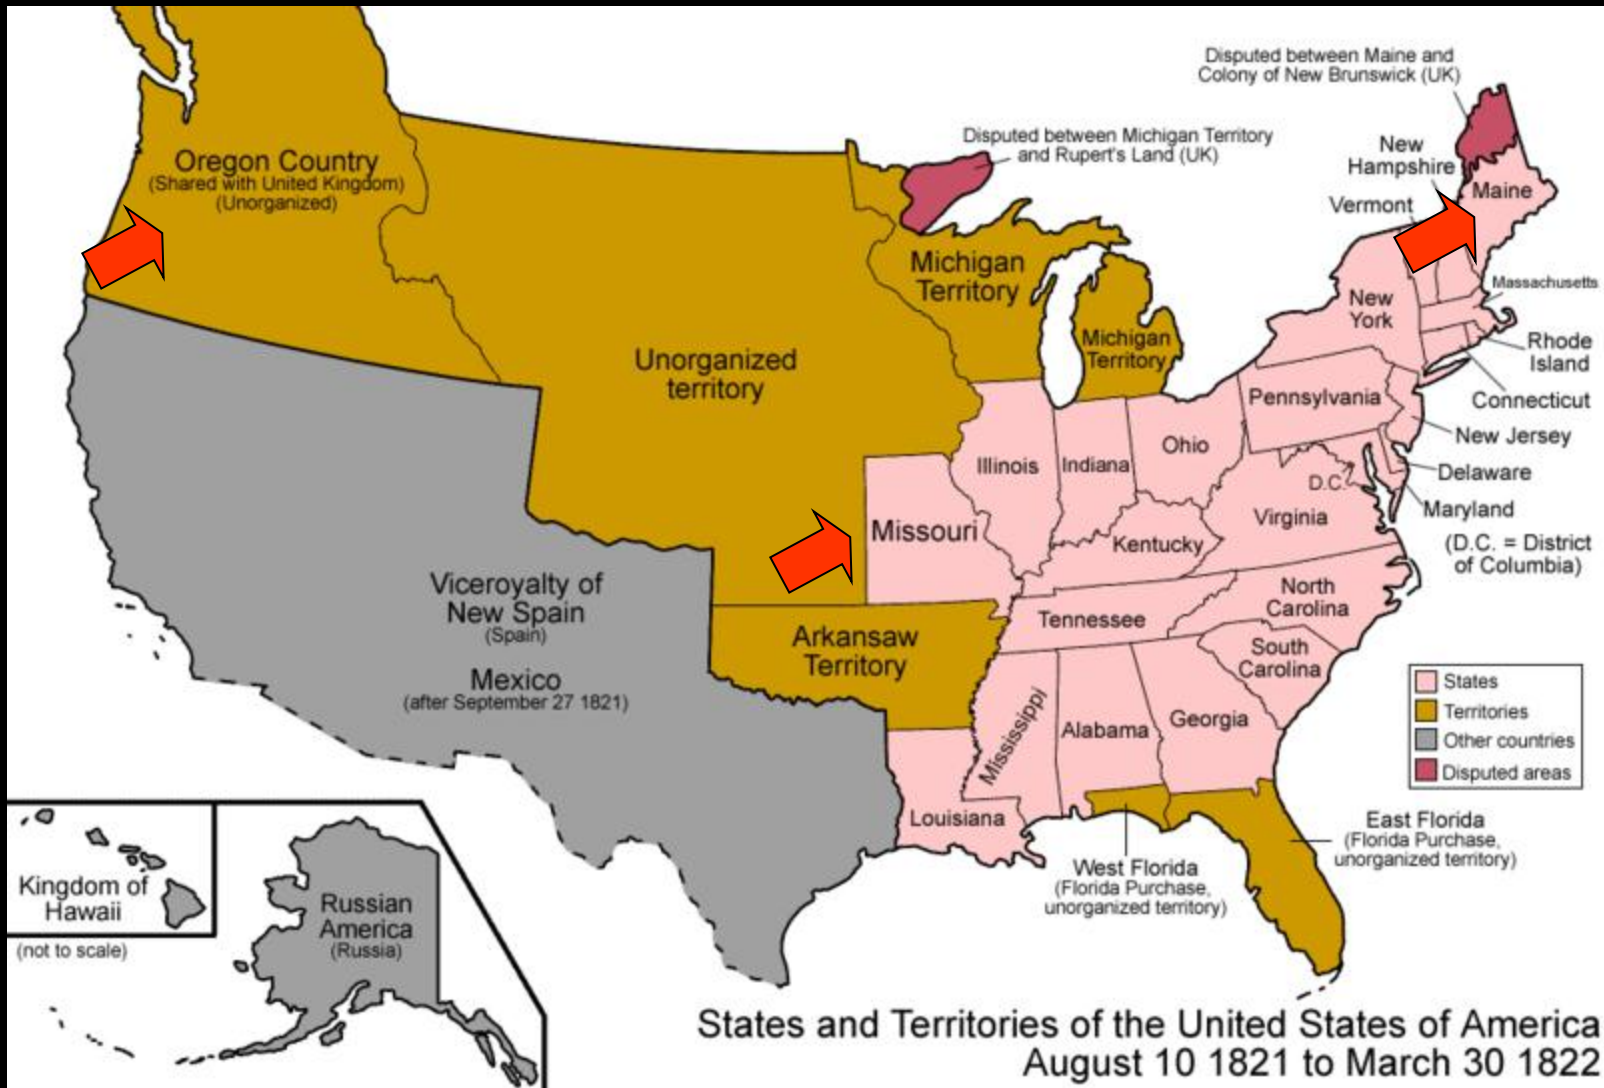 Disputed between Maine and
Colony of New Brunswick (UK)
Disputed between Michigan Territory
and Rupert's Land (UK)
New
Hampshire
Maine
Vermont
Oregon Country
(Shared with United Kingdom)
(Unorganized)
Michigan
Territory
Massachusetts
New
York
Michigan
Territory
Rhode
Island
Unorganized
territory
Pennsylvania
Connecticut
New Jersey
Ohio
Illinois
Indiana
Delaware
D.C.
Maryland
Virginia
Missouri
Kentucky
(D.C. = District
of Columbia)
Viceroyalty of
New Spain
(Spain)
North
Carolina
Tennessee
Arkansaw
Territory
South
Carolina
Mexico
(after September 27 1821)
Mississippi
Alabama
Georgia
States
Territories
Other countries
Disputed areas
Louisiana
East Florida
(Florida Purchase,
unorganized territory)
West Florida
(Florida Purchase,
unorganized territory)
Kingdom of
Hawaii
(not to scale)
Russian
America
(Russia)
States and Territories of the United States of America
August 10 1821 to March 30 1822